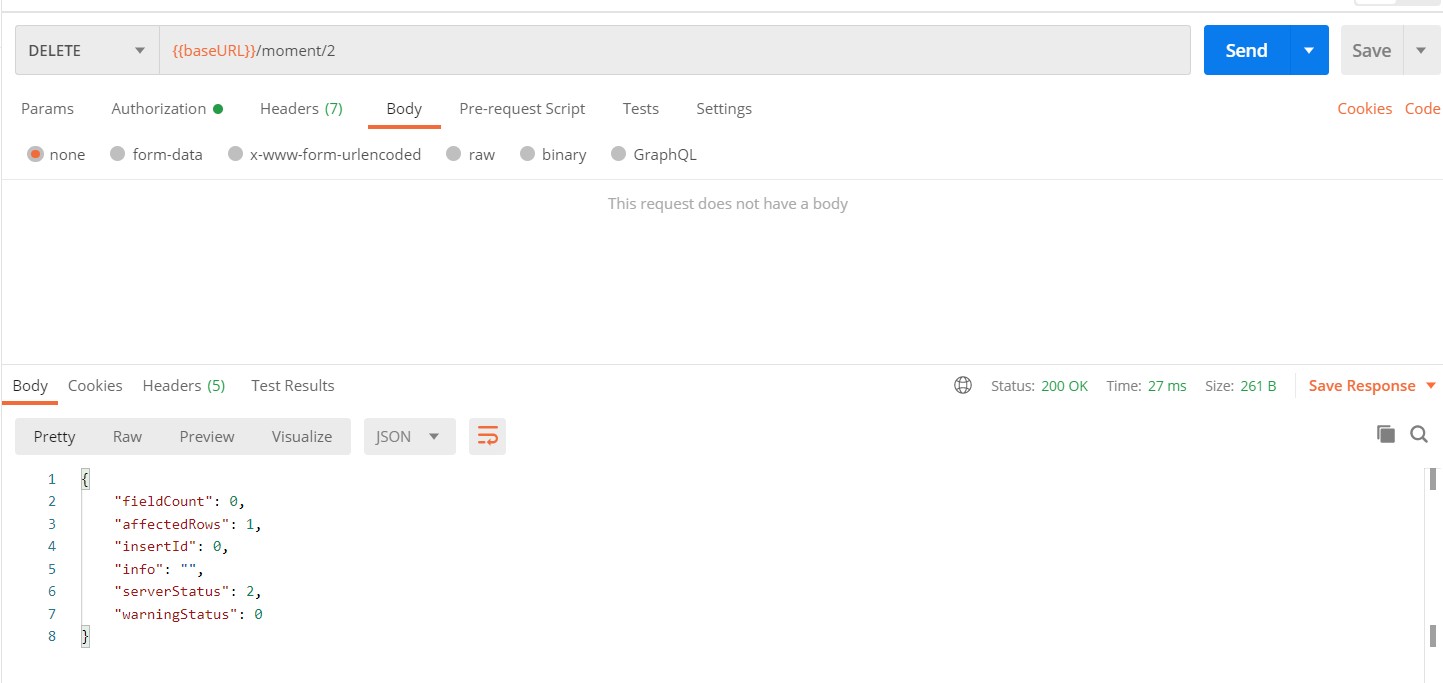 DELETE {{baseURL}}/moment/2 Send Save
Params Authorization Headers (7) Body Pre-request Script Tests Settings Cookies Code
none form-data x-www-form-urlencoded raw binary GraphQL
This request does not have a body
Body Cookies Headers (5) Test Results Status: 200 OK Time: 27 ms Size: 261 B Save Response
Pretty Raw Preview Visualize JSON
1 {
2 "fieldCount": 0,
3 "affectedRows": 1,
4 "insertId": 0,
5 "info": "",
6 "serverStatus": 2,
7 "warningStatus": 0
8 }